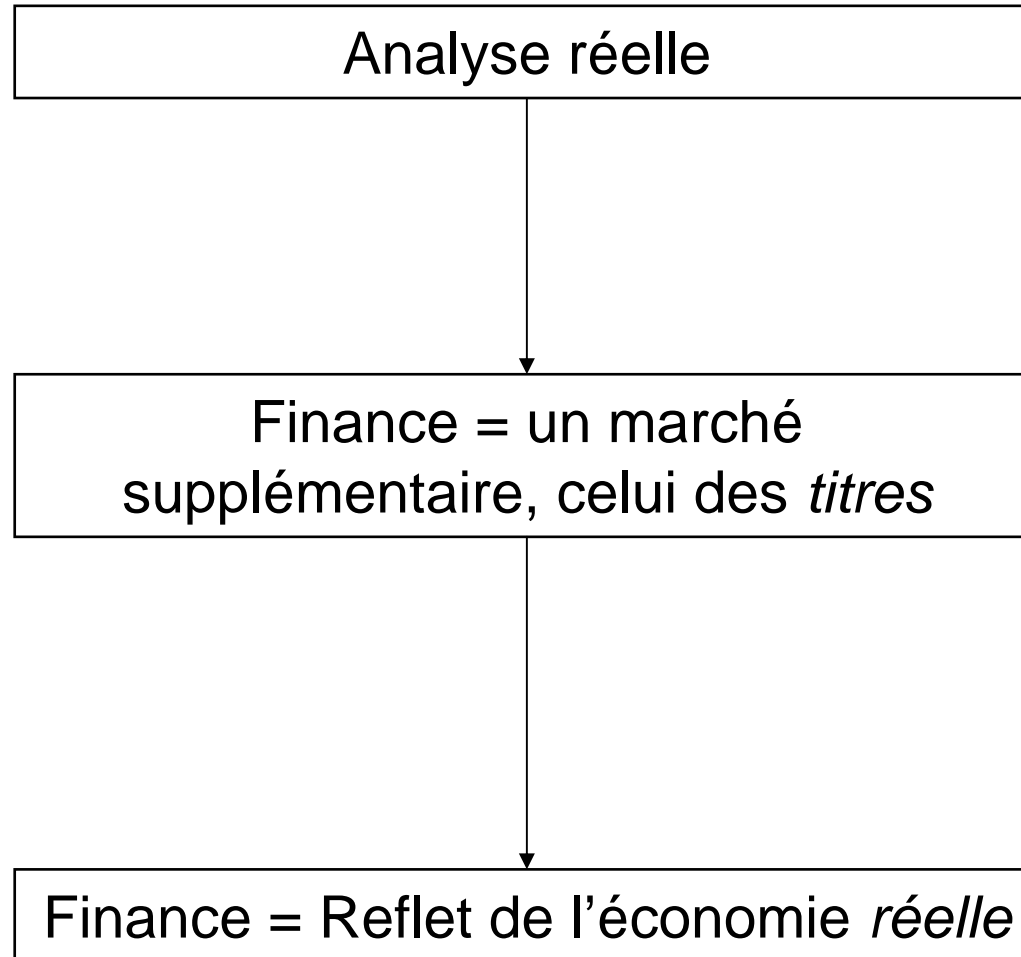 Analyse réelle
Finance = un marché
supplémentaire, celui des titres
Finance = Reflet de l’économie réelle